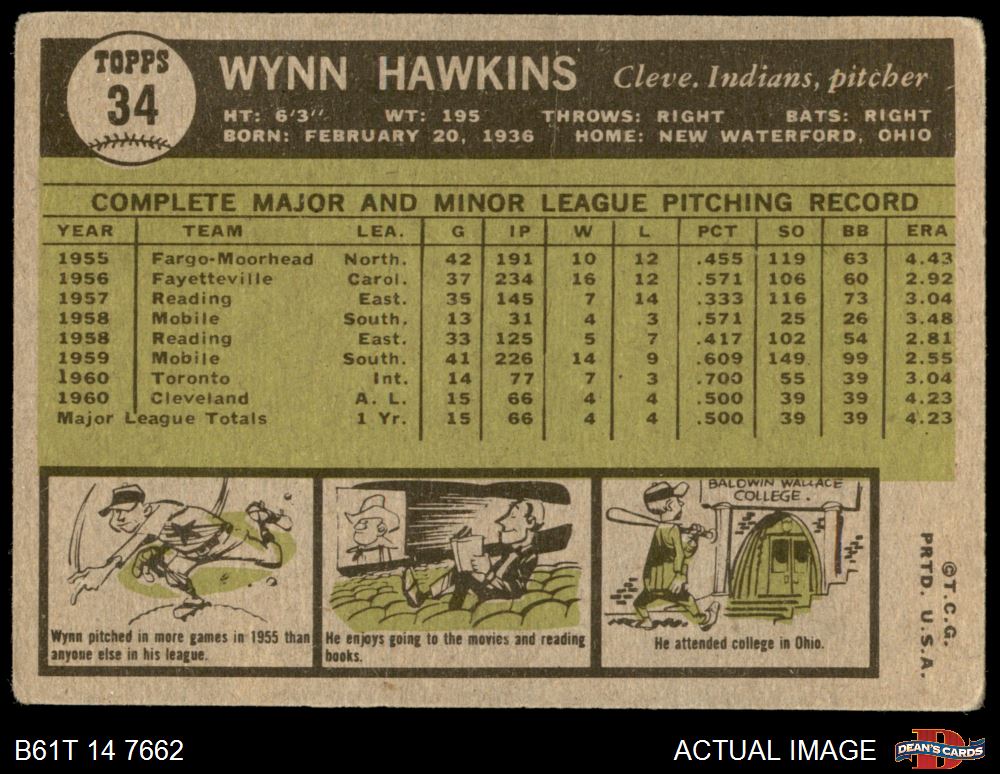 TOPPS
34
WYNN HAWKINS Cleve. Indians, pitcher
HT: 6'3" WT: 195 THROWS: RIGHT BATS: RIGHT
BORN: FEBRUARY 20, 1936 HOME: NEW WATERFORD, OHIO
COMPLETE MAJOR AND MINOR LEAGUE PITCHING RECORD
YEAR TEAM LEA. G IP W L PCT SO BB ERA
1955 Fargo-Moorhead North. 42 191 10 12 .455 119 63 4.43
1956 Fayetteville Carol. 37 234 16 12 .571 106 60 2.92
1957 Reading East. 35 145 7 14 .333 116 73 3.04
1958 Mobile South. 13 31 4 3 .571 25 26 3.48
1958 Reading East. 33 125 5 7 .417 102 54 2.81
1959 Mobile South. 41 226 14 9 .609 149 99 2.55
1960 Toronto Int. 14 77 7 3 .700 55 39 3.04
1960 Cleveland A. L. 15 66 4 4 .500 39 39 4.23
Major League Totals 1 Yr. 15 66 4 4 .500 39 39 4.23
Wynn pitched in more games in 1955 than
anyone else in his league.
He enjoys going to the movies and reading
books.
BALDWIN WALLACE
COLLEGE.
He attended college in Ohio.
©T.C.G.
PRTD. U.S.A.
B61T 14 7662
ACTUAL IMAGE
D
DEAN'S CARDS